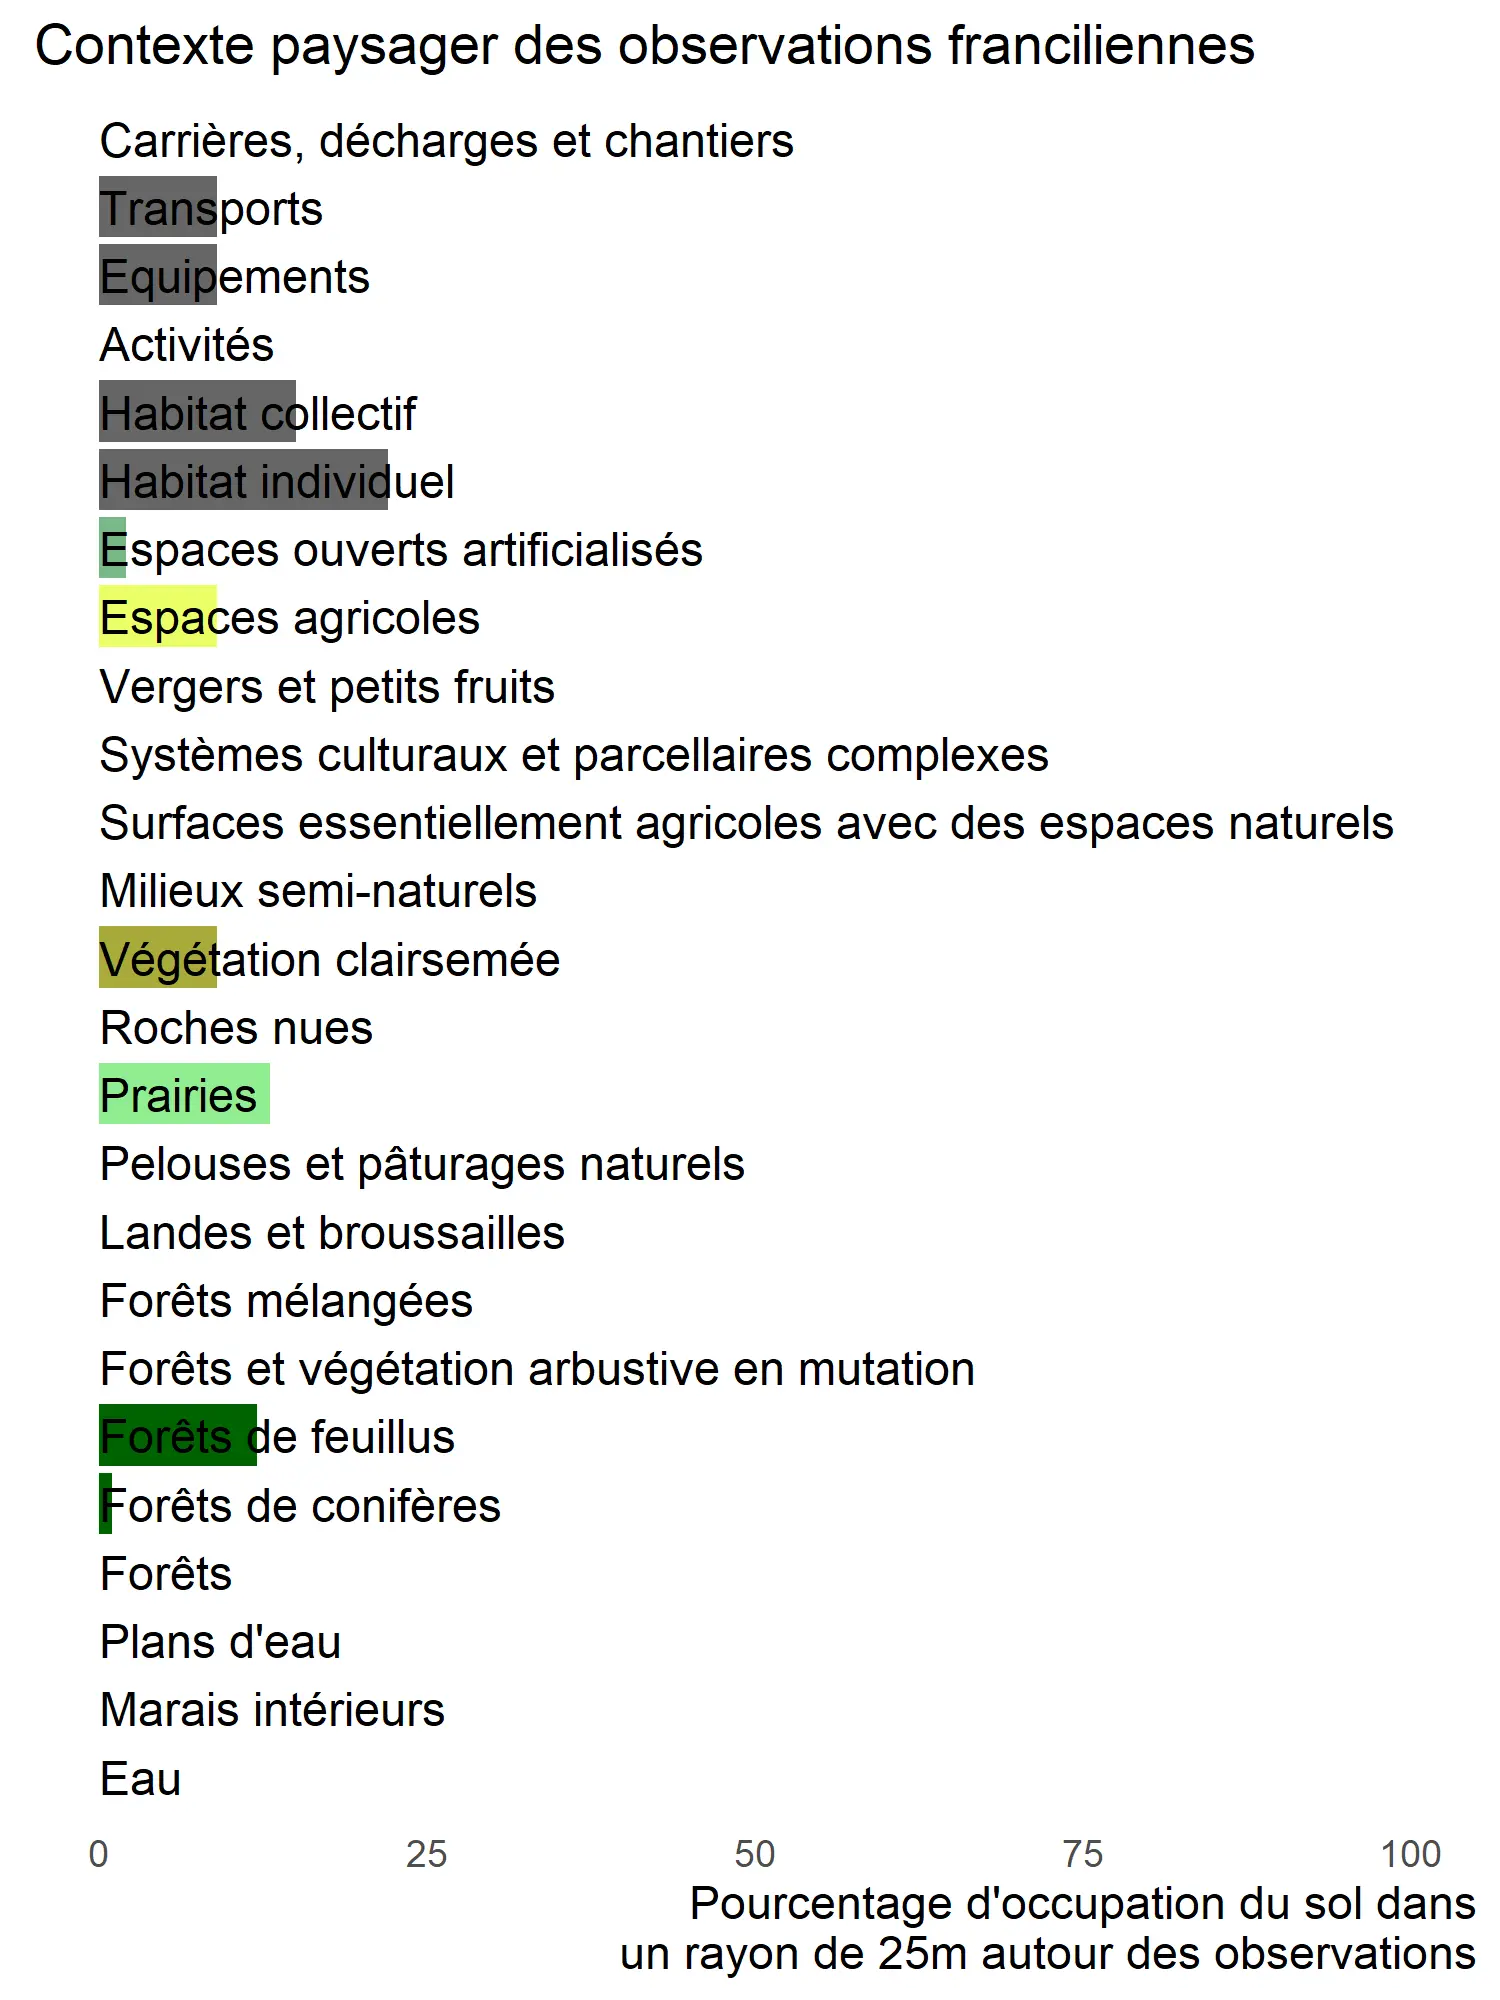 Contexte paysager des observations franciliennes
Carrières, décharges et chantiers
Transports
Equipements
Activités
Habitat collectif
Habitat individuel
Espaces ouverts artificialisés
Espaces agricoles
Vergers et petits fruits
Systèmes culturaux et parcellaires complexes
Surfaces essentiellement agricoles avec des espaces naturels
Milieux semi-naturels
Végétation clairsemée
Roches nues
Prairies
Pelouses et pâturages naturels
Landes et broussailles
Forêts mélangées
Forêts et végétation arbustive en mutation
Forêts de feuillus
Forêts de conifères
Forêts
Plans d'eau
Marais intérieurs
Eau
0 25 50 75 100
Pourcentage d'occupation du sol dans
un rayon de 25m autour des observations